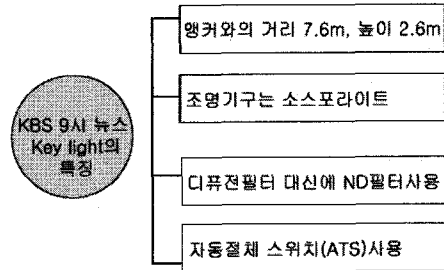 KBS 9시 뉴스
Key light의
특징
앵커와의 거리 7.6m, 높이 2.6m
조명기구는 소스포라이트
디퓨젼필터 대신에 ND필터사용
자동절체 스위치(ATS)사용